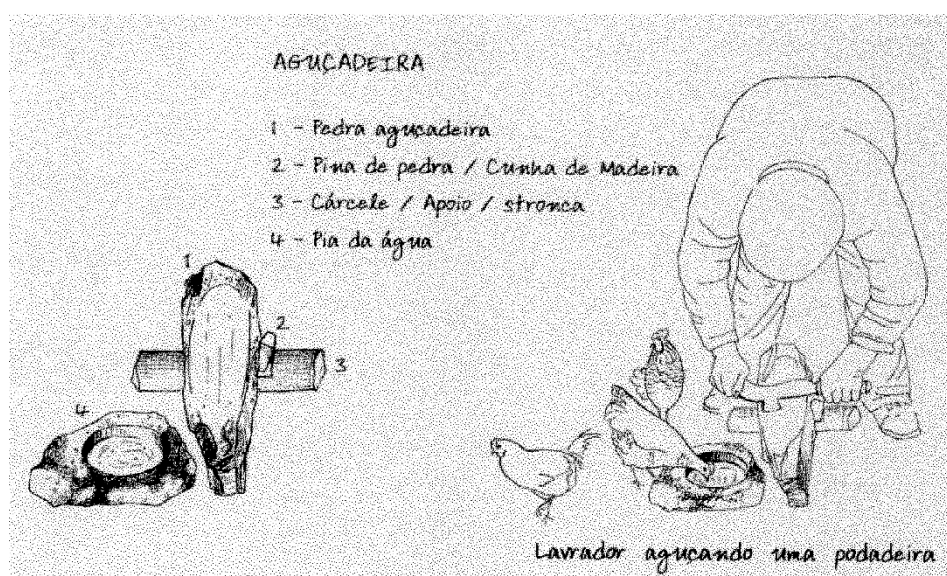 AGUÇADEIRA
1 - Pedra aguçadeira
2 - Pina de pedra / Cunha de Madeira
3 - Cárcele / Apoio / stronca
4 - Pia da água
1
2
3
4
Lavrador aguçando uma podadeira